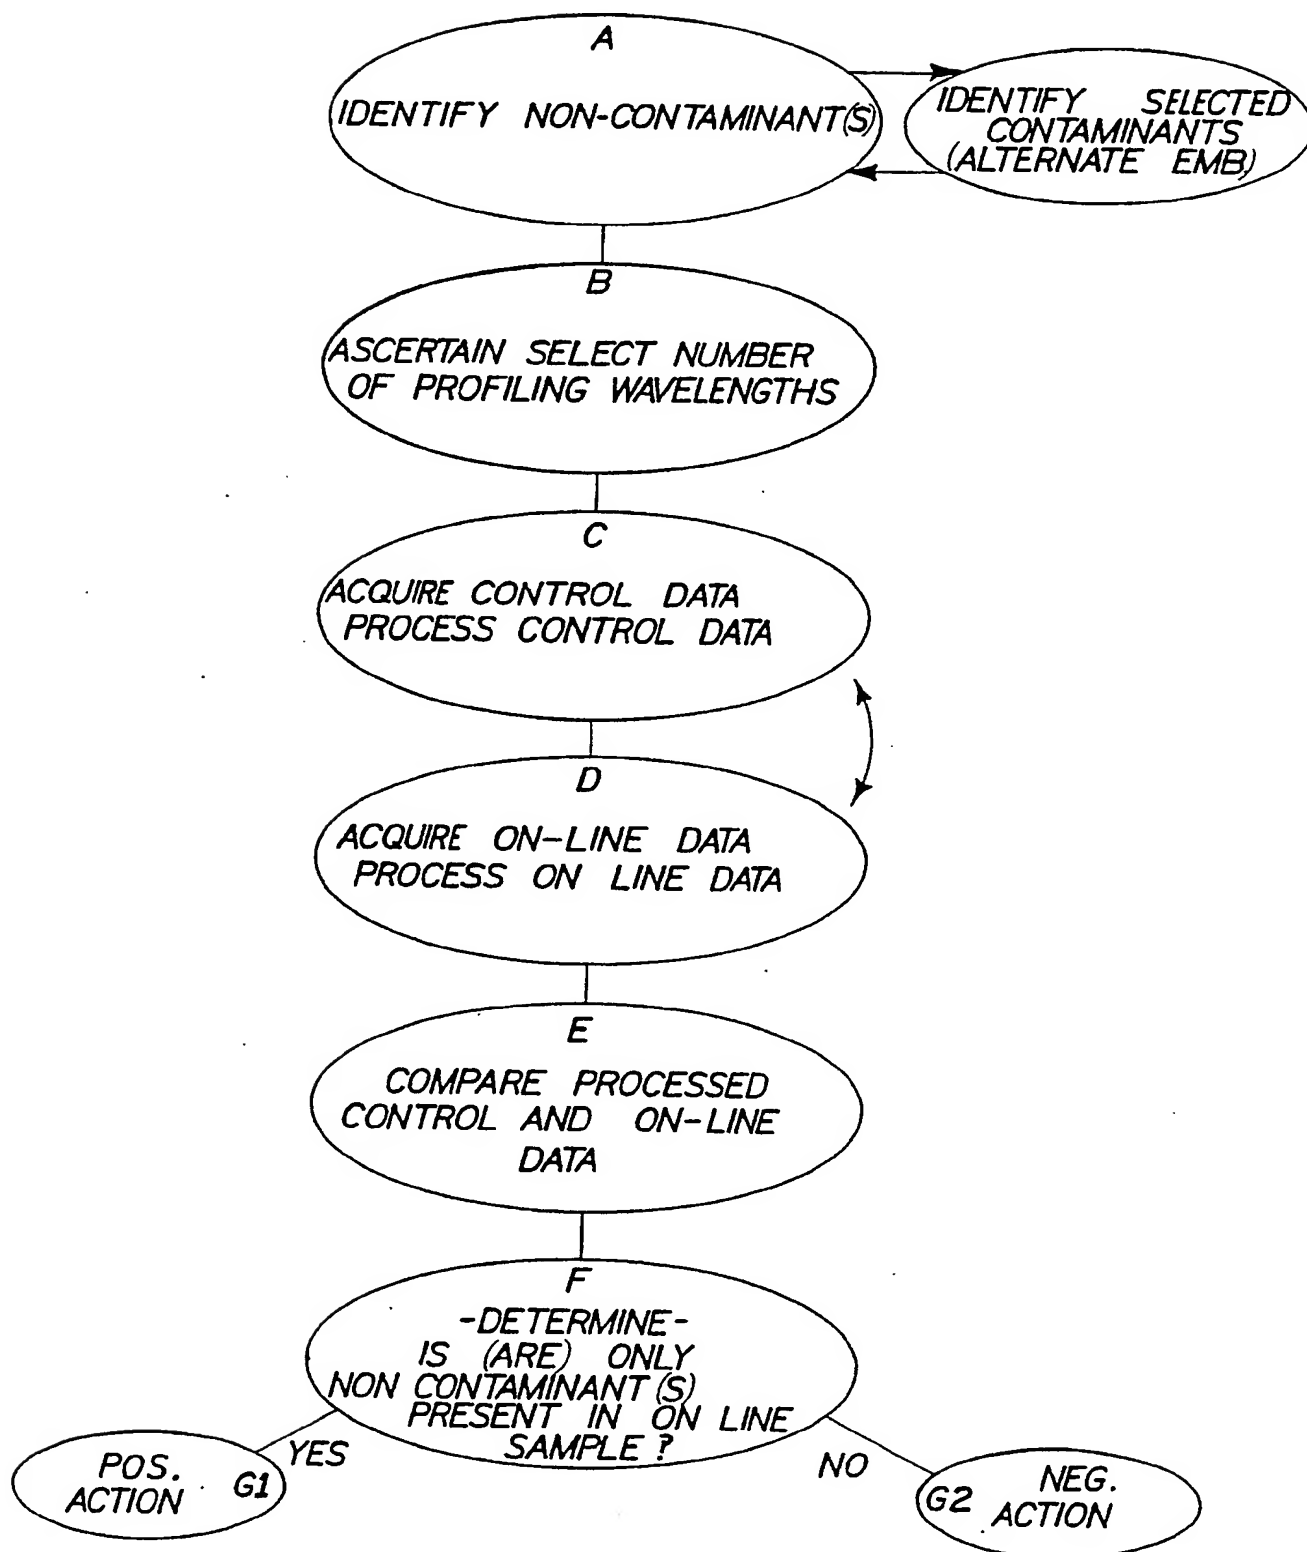 A
IDENTIFY NON-CONTAMINANT(S)
IDENTIFY SELECTED
CONTAMINANTS
(ALTERNATE EMB)
B
ASCERTAIN SELECT NUMBER
OF PROFILING WAVELENGTHS
C
ACQUIRE CONTROL DATA
PROCESS CONTROL DATA
D
ACQUIRE ON-LINE DATA
PROCESS ON LINE DATA
E
COMPARE PROCESSED
CONTROL AND ON-LINE
DATA
F
-DETERMINE-
IS (ARE) ONLY
NON CONTAMINANT(S)
PRESENT IN ON LINE
SAMPLE?
YES
NO
POS.
ACTION G1
G2 NEG.
ACTION